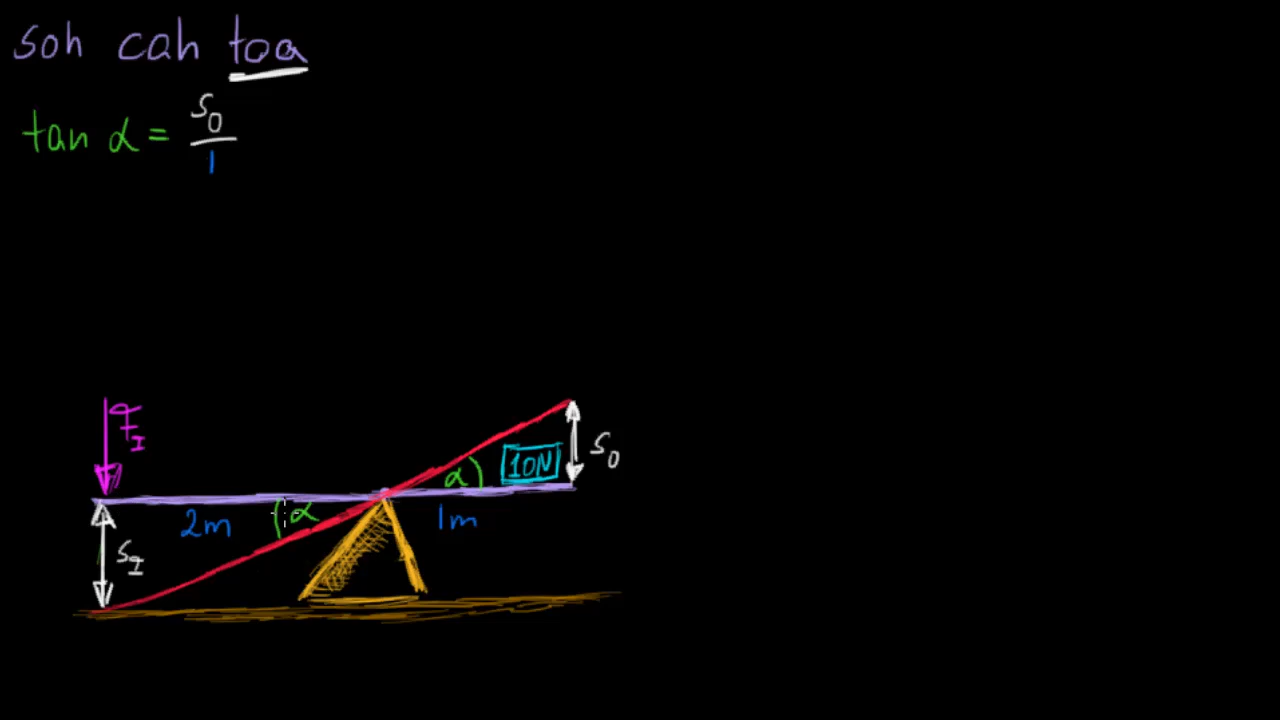 soh cah toa
tan α = S₀/1
F_I
10N
S₀
α
α
2m
1m
S_I